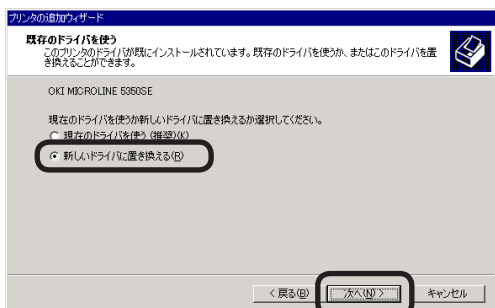 プリンタの追加ウィザード
既存のドライバを使う
このプリンタのドライバが既にインストールされています。既存のドライバを使うか、またはこのドライバを置
き換えることができます。
OKI MICROLINE 5350SE
現在のドライバを使うか新しいドライバに置き換えるか選択してください。
現在のドライバを使う (推奨)(K)
新しいドライバに置き換える(R)
< 戻る(B)
次へ(N) >
キャンセル